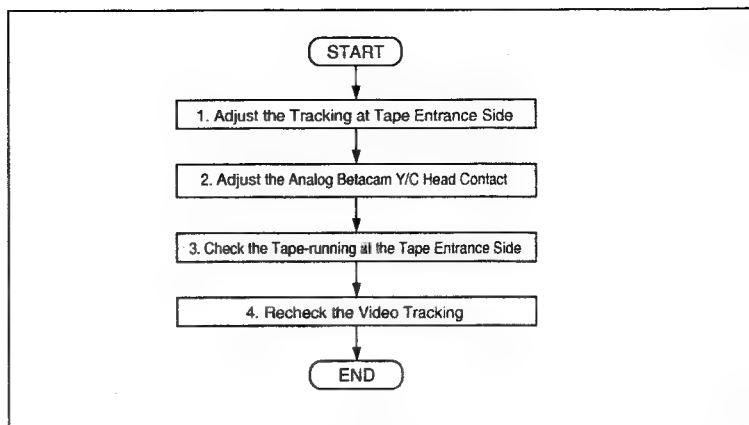 START
1. Adjust the Tracking at Tape Entrance Side
2. Adjust the Analog Betacam Y/C Head Contact
3. Check the Tape-running at the Tape Entrance Side
4. Recheck the Video Tracking
END